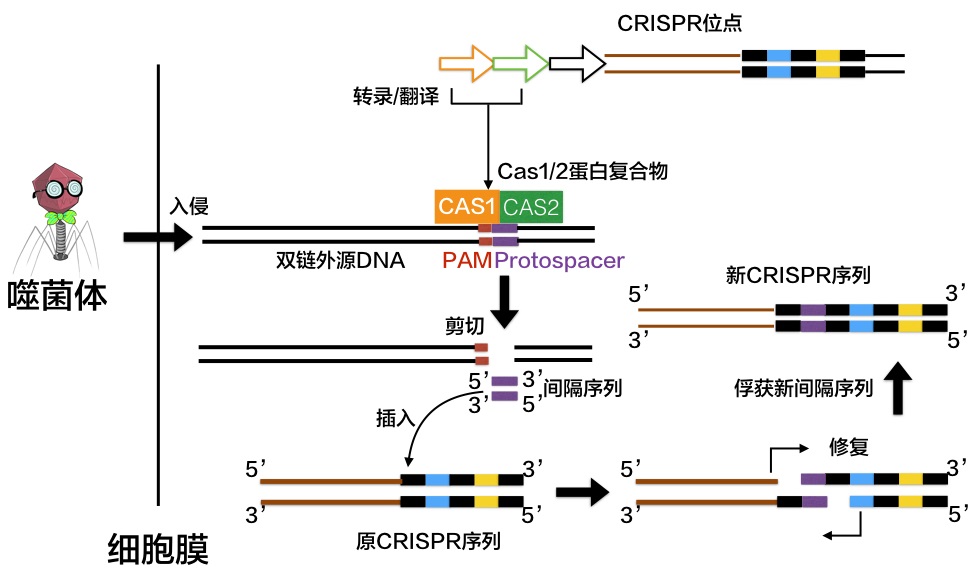 CRISPR位点
转录/翻译
Cas1/2蛋白复合物
CAS1 CAS2
入侵
双链外源DNA PAM Protospacer
噬菌体
剪切
5’ 3’
3’ 5’
间隔序列
插入
5’ 3’
3’ 5’
原CRISPR序列
细胞膜
修复
5’ 3’
3’ 5’
俘获新间隔序列
新CRISPR序列
5’ 3’
3’ 5’